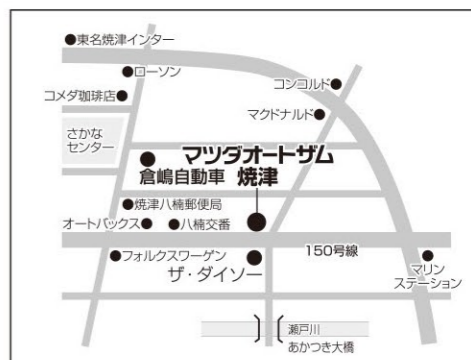 東名焼津インター
ローソン
コメダ珈琲店
コンコルド
マクドナルド
さかな
センター
マツダオートザム
倉嶋自動車 焼津
焼津八楠郵便局
オートバックス
八楠交番
150号線
フォルクスワーゲン
ザ・ダイソー
マリン
ステーション
瀬戸川
あかつき大橋